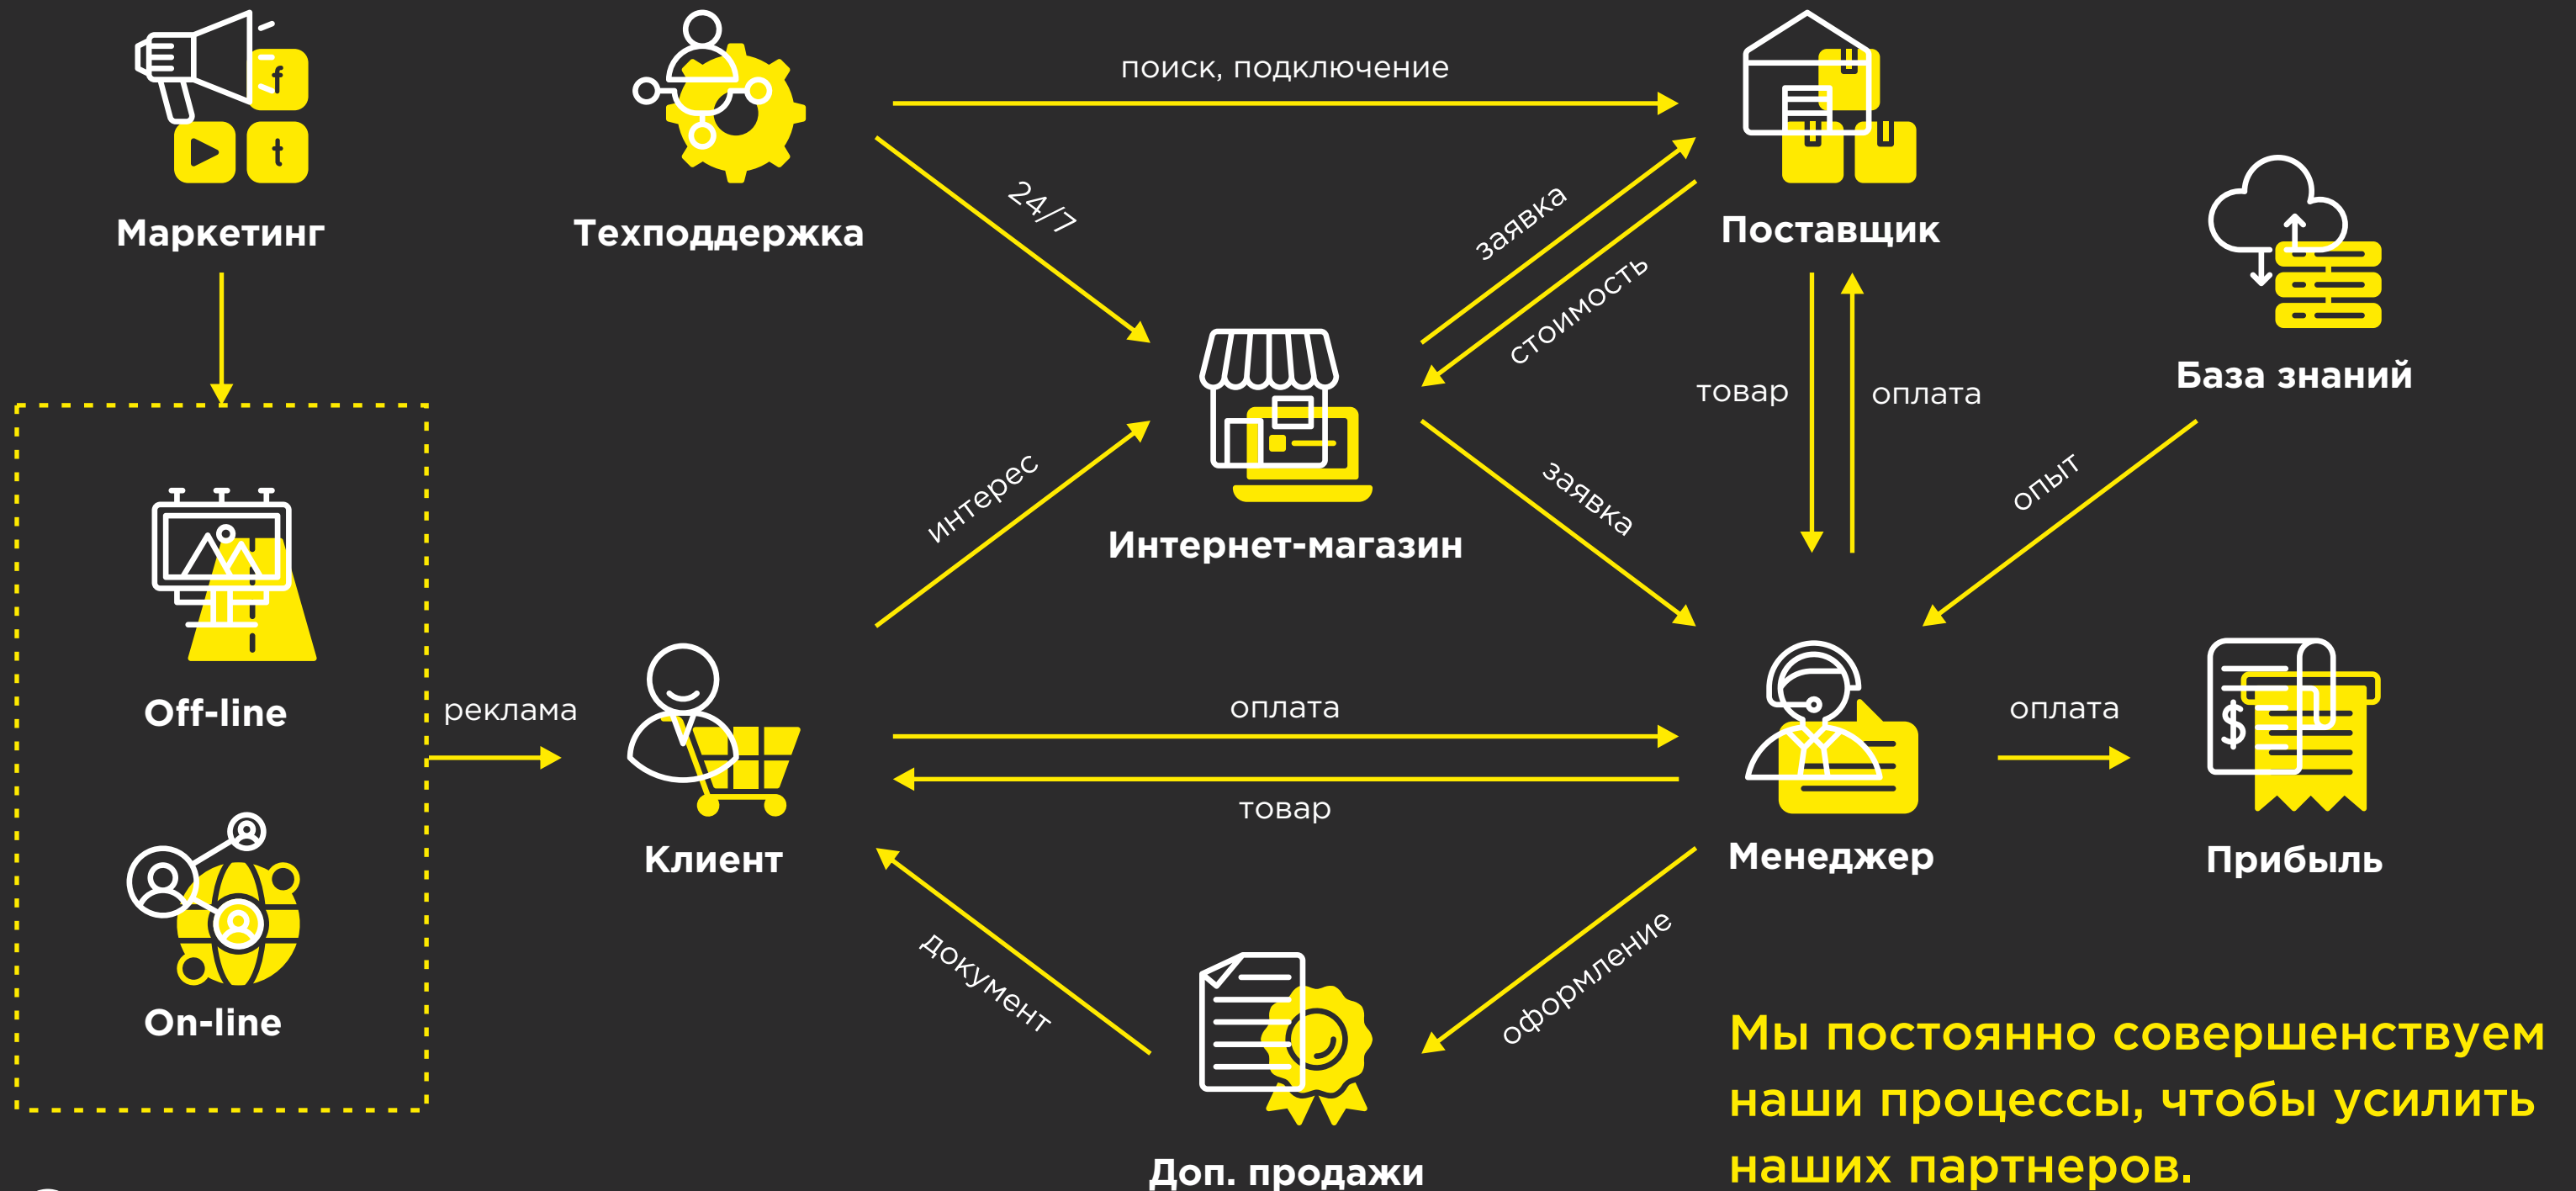 f
t
Маркетинг
Техподдержка
поиск, подключение
Поставщик
24/7
заявка
стоимость
База знаний
товар
оплата
опыт
интерес
Интернет-магазин
заявка
Off-line
реклама
On-line
Клиент
оплата
товар
Менеджер
оплата
$
Прибыль
документ
оформление
Доп. продажи
Мы постоянно совершенствуем
наши процессы, чтобы усилить
наших партнеров.